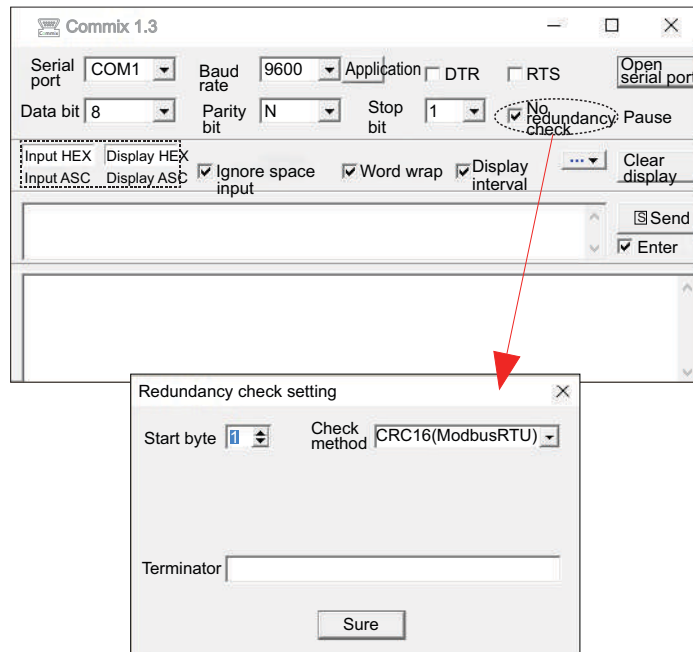 Commix 1.3
Serial port COM1 Baud rate 9600 Application DTR RTS Open serial port
Data bit 8 Parity bit N Stop bit 1 No redundancy check Pause
Input HEX Display HEX
Input ASC Display ASC
Ignore space input Word wrap Display interval ... Clear display
S Send
Enter
Redundancy check setting
Start byte 1 Check method CRC16(ModbusRTU)
Terminator
Sure